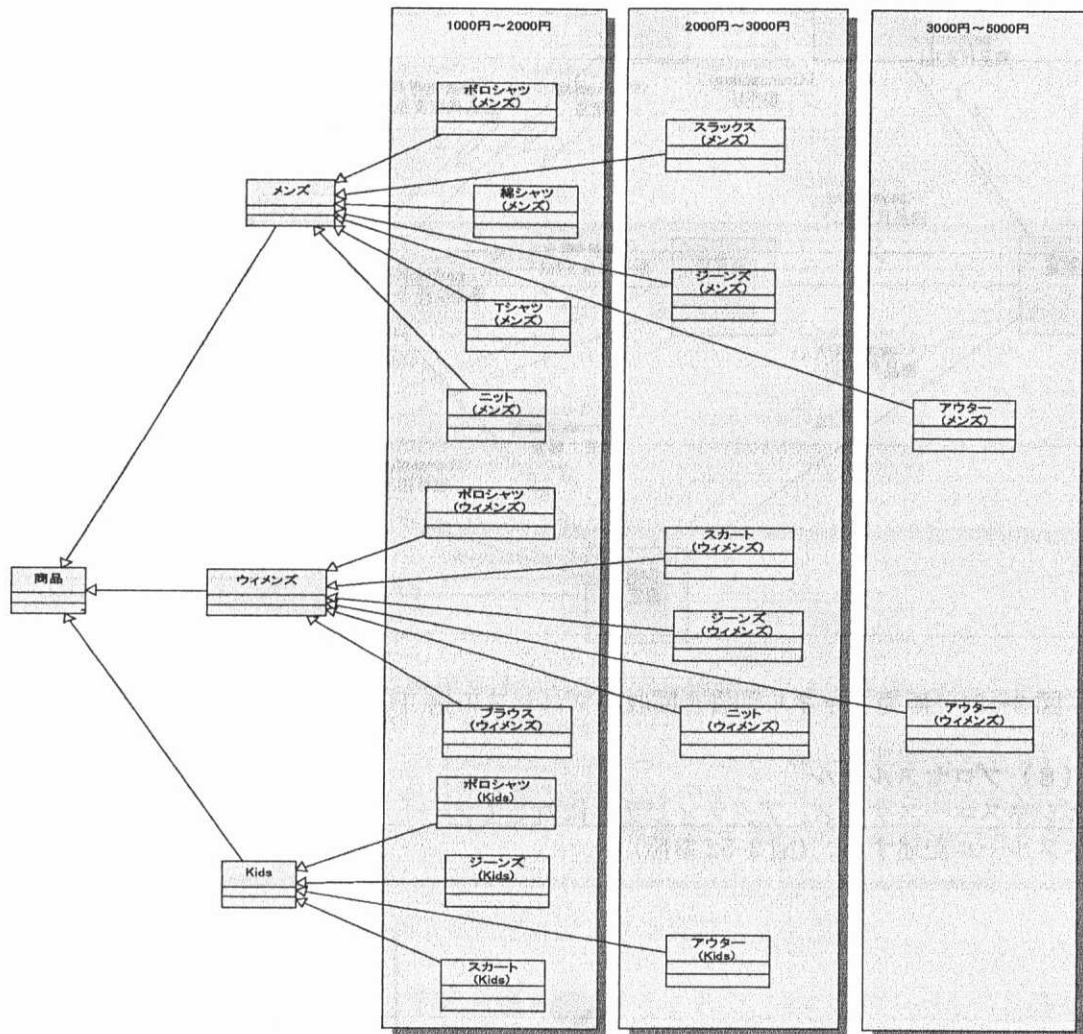 1000円～2000円
2000円～3000円
3000円～5000円
ポロシャツ
(メンズ)
スラックス
(メンズ)
メンズ
綿シャツ
(メンズ)
ジーンズ
(メンズ)
Tシャツ
(メンズ)
ニット
(メンズ)
アウター
(メンズ)
ポロシャツ
(ウィメンズ)
スカート
(ウィメンズ)
商品
ウィメンズ
ジーンズ
(ウィメンズ)
ブラウス
(ウィメンズ)
ニット
(ウィメンズ)
アウター
(ウィメンズ)
ポロシャツ
(Kids)
Kids
ジーンズ
(Kids)
アウター
(Kids)
スカート
(Kids)